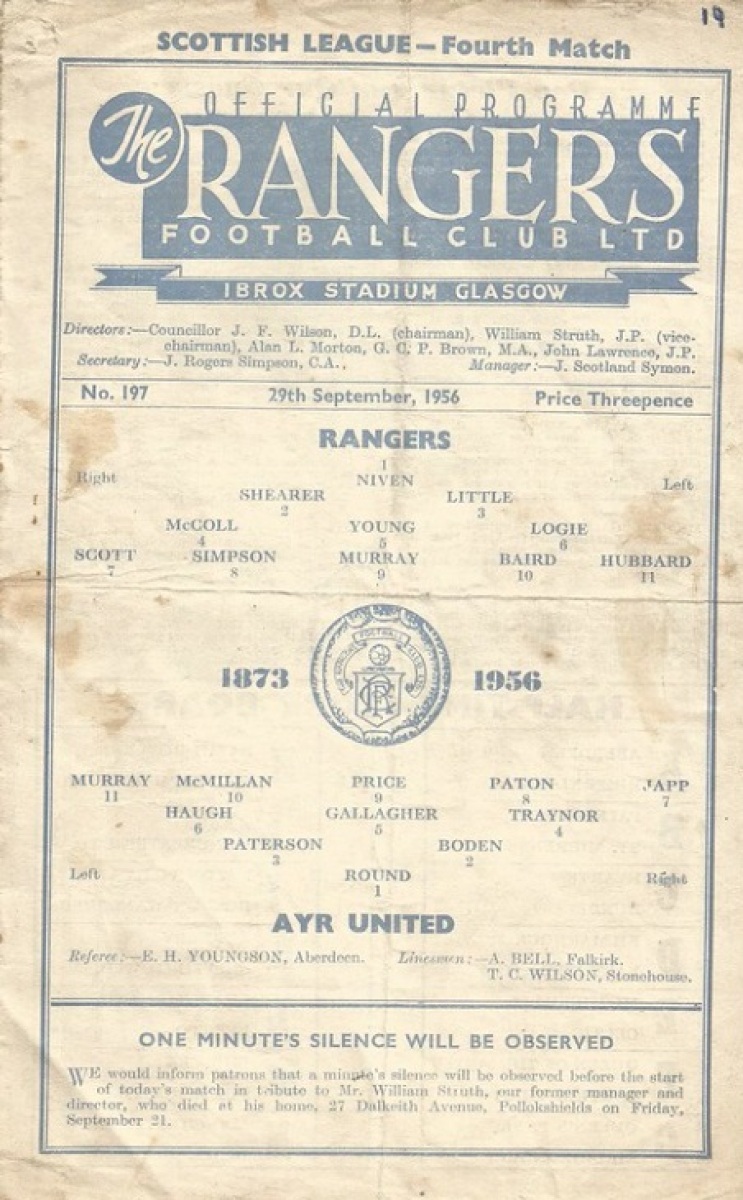 19
SCOTTISH LEAGUE—Fourth Match
OFFICIAL PROGRAMME
The RANGERS
FOOTBALL CLUB LTD
IBROX STADIUM GLASGOW
Directors:—Councillor J. F. Wilson, D.L. (chairman), William Struth, J.P. (vice-
chairman), Alan L. Morton, G. C. P. Brown, M.A., John Lawrence, J.P.
Secretary:—J. Rogers Simpson, C.A., Manager:—J. Scotland Symon.
No. 197 29th September, 1956 Price Threepence
RANGERS
1
Right NIVEN Left
SHEARER LITTLE
2 3
McCOLL YOUNG LOGIE
4 5 6
SCOTT SIMPSON MURRAY BAIRD HUBBARD
7 8 9 10 11
1873 1956
MURRAY McMILLAN PRICE PATON JAPP
11 10 9 8 7
HAUGH GALLAGHER TRAYNOR
6 5 4
PATERSON BODEN
3 2
Left ROUND Right
1
AYR UNITED
Referee:—E. H. YOUNGSON, Aberdeen. Linesmen:—A. BELL, Falkirk.
T. C. WILSON, Stonehouse.
ONE MINUTE'S SILENCE WILL BE OBSERVED
WE would inform patrons that a minute's silence will be observed before the start
of today's match in tribute to Mr. William Struth, our former manager and
director, who died at his home, 27 Dalkeith Avenue, Pollokshields on Friday,
September 21.